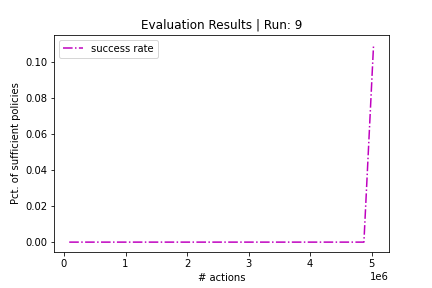 Evaluation Results | Run: 9
success rate
Pct. of sufficient policies
0.10
0.08
0.06
0.04
0.02
0.00
0 1 2 3 4 5
1e6
# actions